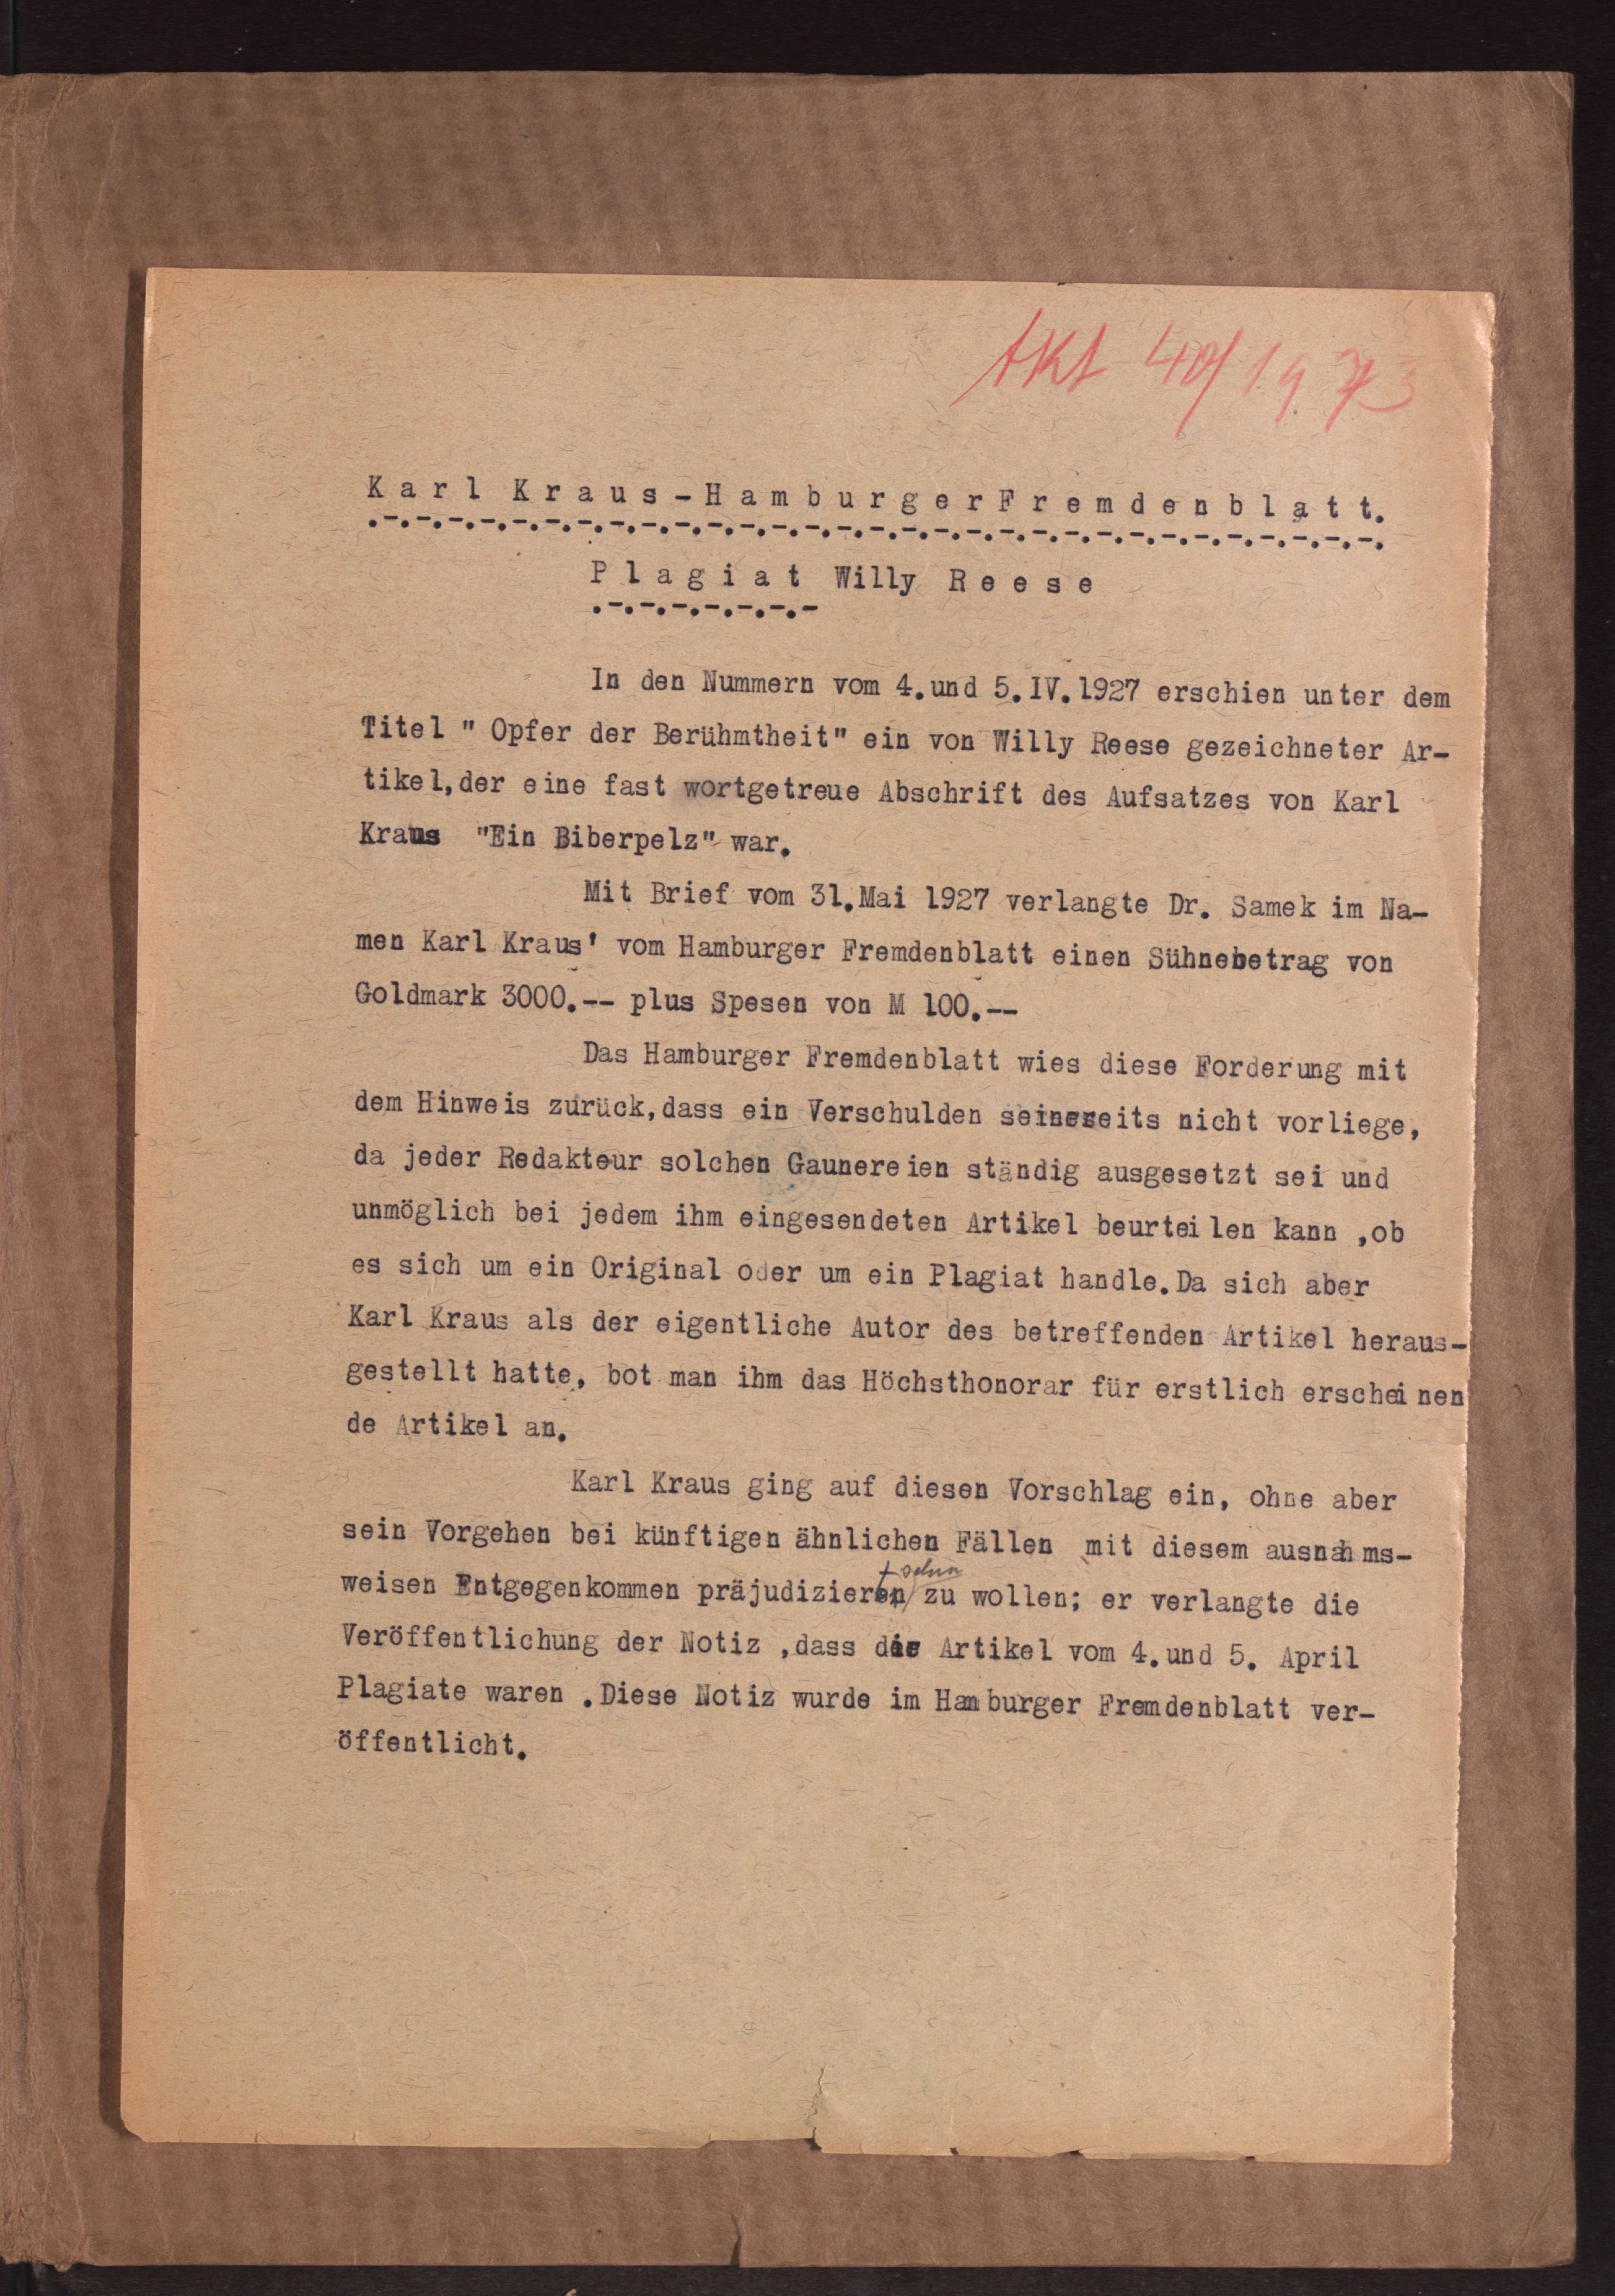 Akt 40/19 73
Karl Kraus-Hamburger Fremdenblatt.
.-.-.-.-.-.-.-.-.-.-.-.-.-.-.-.-.-.-.-.-.-.-.-.-.-.-.-.-.-.-.-.
Plagiat Willy Reese
.-.-.-.-.-.-.-
In den Nummern vom 4.und 5.IV.1927 erschien unter dem
Titel " Opfer der Berühmtheit" ein von Willy Reese gezeichneter Ar-
tikel,der eine fast wortgetreue Abschrift des Aufsatzes von Karl
Kraus "Ein Biberpelz" war.
Mit Brief vom 31.Mai 1927 verlangte Dr. Samek im Na-
men Karl Kraus' vom Hamburger Fremdenblatt einen Sühnebetrag von
Goldmark 3000.-- plus Spesen von M 100.--
Das Hamburger Fremdenblatt wies diese Forderung mit
dem Hinweis zurück,dass ein Verschulden seinerseits nicht vorliege,
da jeder Redakteur solchen Gaunereien ständig ausgesetzt sei und
unmöglich bei jedem ihm eingesendeten Artikel beurteilen kann ,ob
es sich um ein Original oder um ein Plagiat handle.Da sich aber
Karl Kraus als der eigentliche Autor des betreffenden Artikel heraus-
gestellt hatte, bot man ihm das Höchsthonorar für erstlich erscheinen
de Artikel an.
Karl Kraus ging auf diesen Vorschlag ein, ohne aber
sein Vorgehen bei künftigen ähnlichen Fällen mit diesem ausnahms-
weisen Entgegenkommen präjudizieren zu wollen; er verlangte die
Veröffentlichung der Notiz ,dass die Artikel vom 4.und 5. April
Plagiate waren .Diese Notiz wurde im Hamburger Fremdenblatt ver-
öffentlicht.